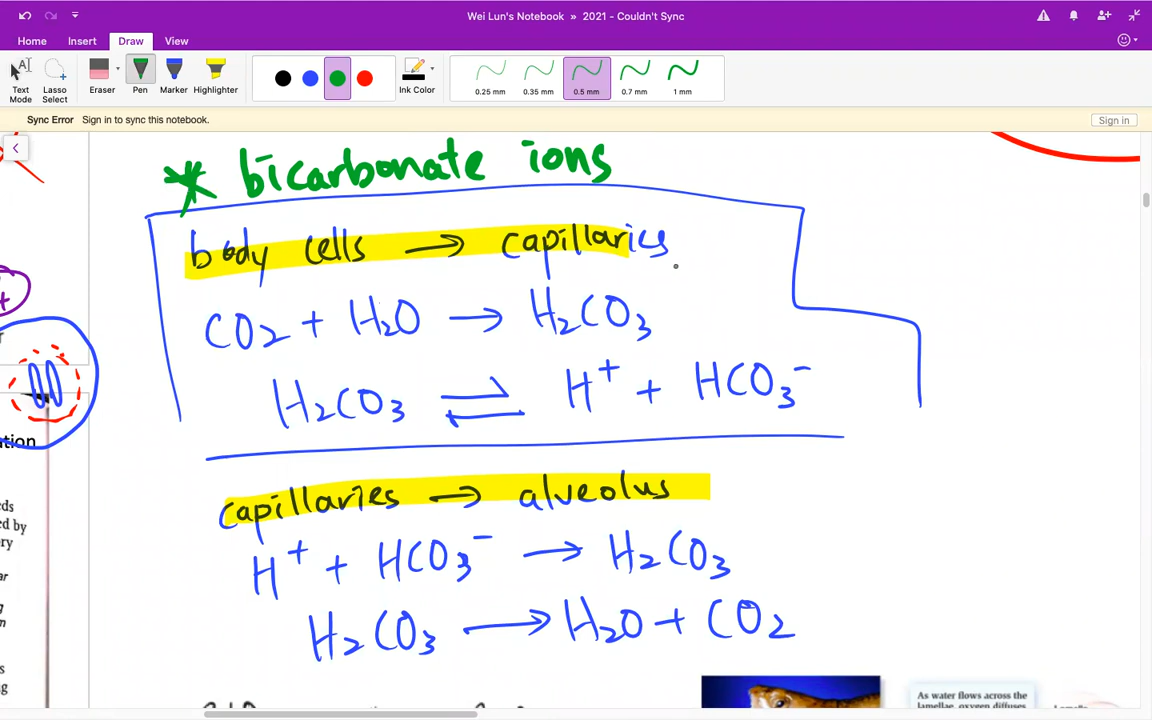 Wei Lun's Notebook » 2021 - Couldn't Sync
Home Insert Draw View
Text Mode
Lasso Select
Eraser
Pen
Marker
Highlighter
Ink Color
0.25 mm
0.35 mm
0.5 mm
0.7 mm
1 mm
Sync Error Sign in to sync this notebook.
Sign in
* bicarbonate ions
body cells → capillaries
CO2 + H2O → H2CO3
H2CO3 ⇌ H+ + HCO3-
capillaries → alveolus
H+ + HCO3- → H2CO3
H2CO3 → H2O + CO2
As water flows across the
lamellae, oxygen diffuses